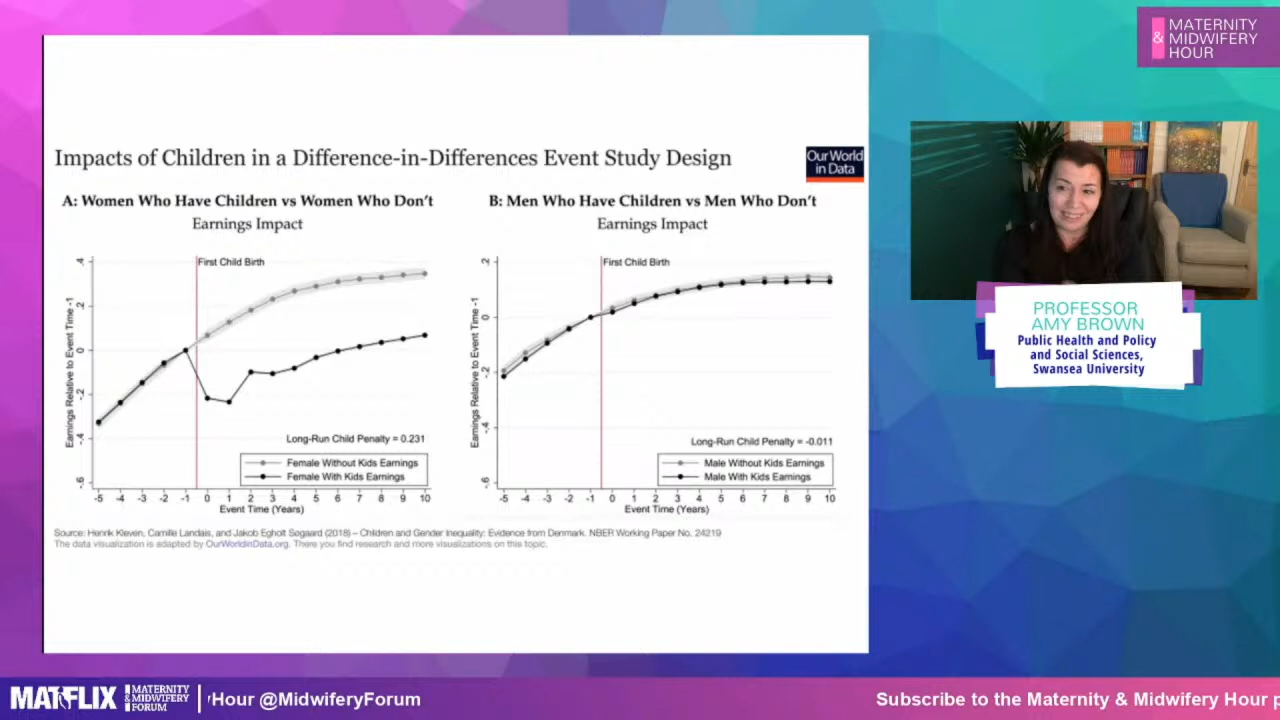 MATERNITY
& MIDWIFERY
HOUR
Impacts of Children in a Difference-in-Differences Event Study Design
Our World
in Data
A: Women Who Have Children vs Women Who Don't
Earnings Impact
First Child Birth
Earnings Relative to Event Time -1
.4
.2
0
-.2
-.4
-.6
Long-Run Child Penalty = 0.231
Female Without Kids Earnings
Female With Kids Earnings
-5 -4 -3 -2 -1 0 1 2 3 4 5 6 7 8 9 10
Event Time (Years)
B: Men Who Have Children vs Men Who Don't
Earnings Impact
First Child Birth
Earnings Relative to Event Time -1
.2
0
-.2
-.4
-.6
Long-Run Child Penalty = -0.011
Male Without Kids Earnings
Male With Kids Earnings
-5 -4 -3 -2 -1 0 1 2 3 4 5 6 7 8 9 10
Event Time (Years)
Source: Henrik Kleven, Camille Landais, and Jakob Egholt Søgaard (2018) – Children and Gender Inequality: Evidence from Denmark. NBER Working Paper No. 24219
The data visualization is adapted by OurWorldinData.org. There you find research and more visualizations on this topic.
PROFESSOR
AMY BROWN
Public Health and Policy
and Social Sciences,
Swansea University
MATFLIX
MATERNITY
& MIDWIFERY
FORUM
Hour @MidwiferyForum
Subscribe to the Maternity & Midwifery Hour p